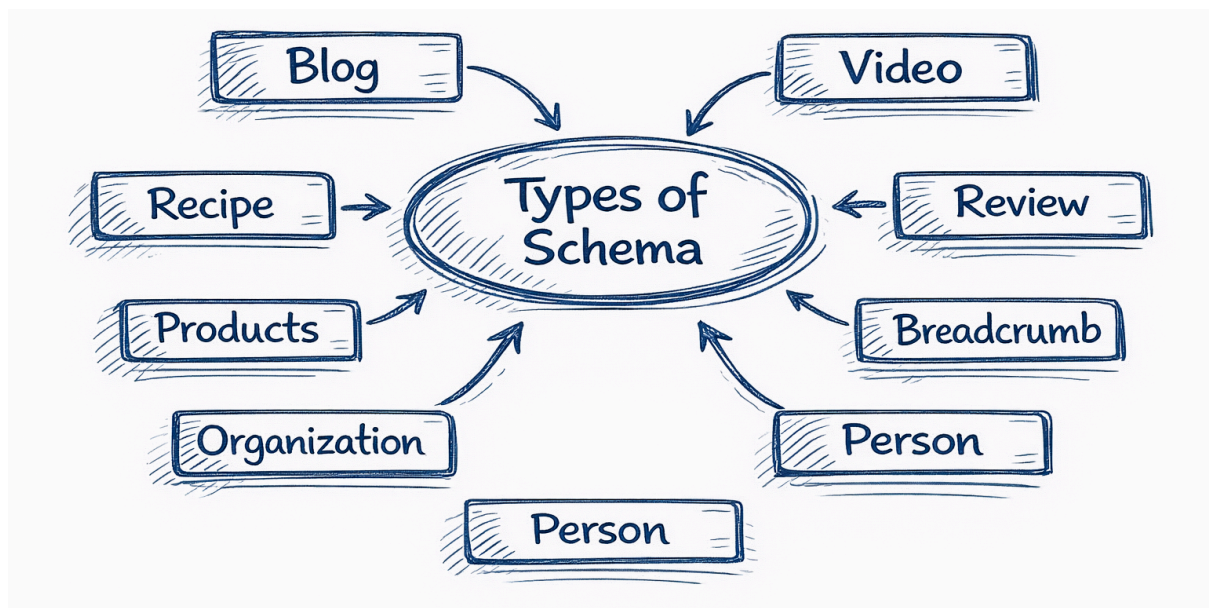 Blog
Video
Types of
Schema
Recipe
Review
Products
Breadcrumb
Organization
Person
Person